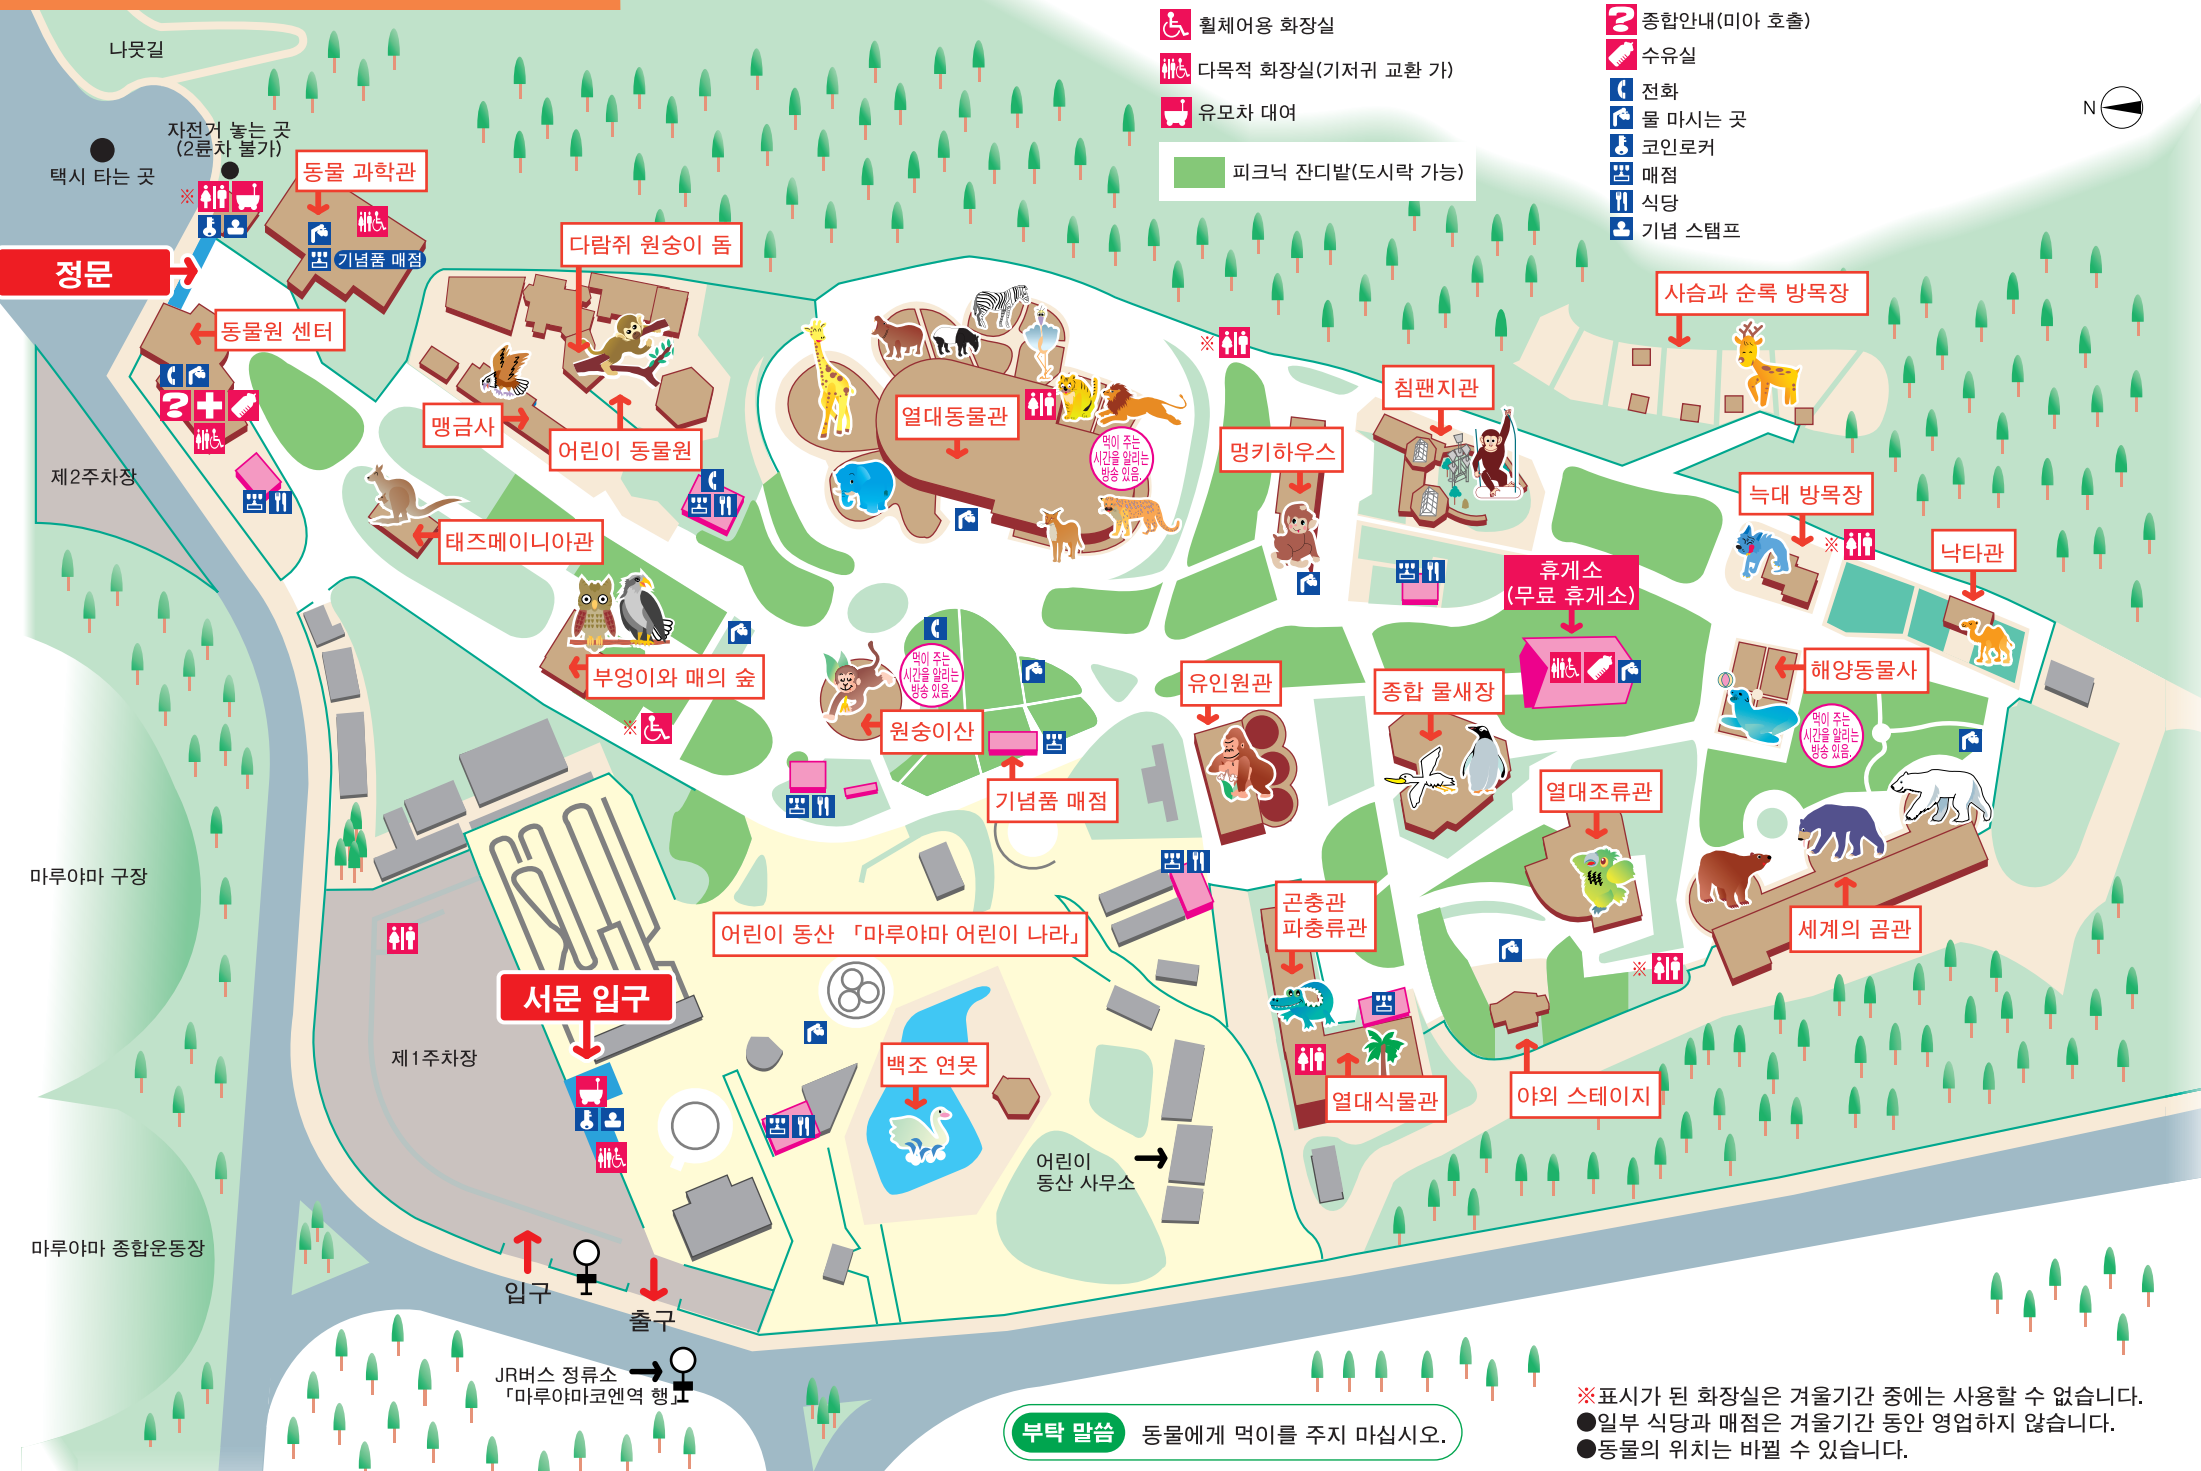 나뭇길
휠체어용 화장실
다목적 화장실(기저귀 교환 가)
유모차 대여
피크닉 잔디밭(도시락 가능)
종합안내(미아 호출)
수유실
전화
물 마시는 곳
코인로커
매점
식당
기념 스탬프
N
자전거 놓는 곳
(2륜차 불가)
택시 타는 곳
※
동물 과학관
기념품 매점
정문
동물원 센터
다람쥐 원숭이 돔
맹금사
어린이 동물원
열대동물관
먹이 주는
시간을 알리는
방송 있음.
※
사슴과 순록 방목장
침팬지관
멍키하우스
늑대 방목장
※
낙타관
제2주차장
태즈메이니아관
휴게소
(무료 휴게소)
부엉이와 매의 숲
※
먹이 주는
시간을 알리는
방송 있음.
원숭이산
기념품 매점
유인원관
종합 물새장
해양동물사
먹이 주는
시간을 알리는
방송 있음.
열대조류관
마루야마 구장
어린이 동산 「마루야마 어린이 나라」
곤충관
파충류관
세계의 곰관
※
서문 입구
제1주차장
백조 연못
열대식물관
야외 스테이지
어린이
동산 사무소
마루야마 종합운동장
입구
출구
JR버스 정류소
「마루야마코엔역 행」
부탁 말씀 동물에게 먹이를 주지 마십시오.
※표시가 된 화장실은 겨울기간 중에는 사용할 수 없습니다.
●일부 식당과 매점은 겨울기간 동안 영업하지 않습니다.
●동물의 위치는 바뀔 수 있습니다.